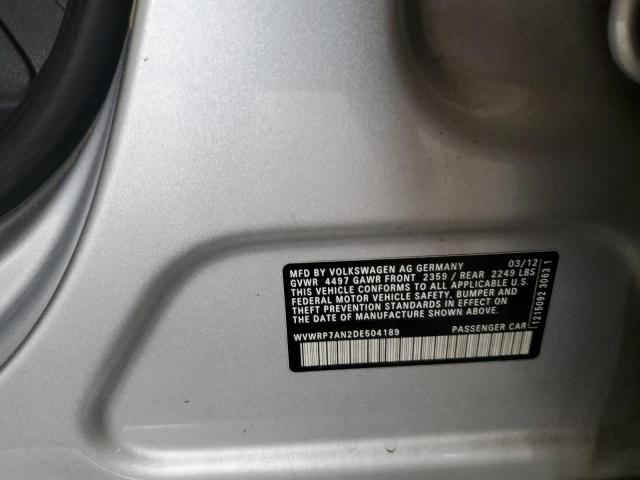 MFD BY VOLKSWAGEN AG GERMANY 03/12
GVWR 4497 GAWR FRONT 2359 / REAR 2249 LBS
THIS VEHICLE CONFORMS TO ALL APPLICABLE U.S.
FEDERAL MOTOR VEHICLE SAFETY, BUMPER AND
THEFT PREVENTION STANDARDS IN EFFECT ON
THE DATE OF MANUFACTURE SHOWN ABOVE.
WVWRP7AN2DE504189 PASSENGER CAR
1215092 3063 1